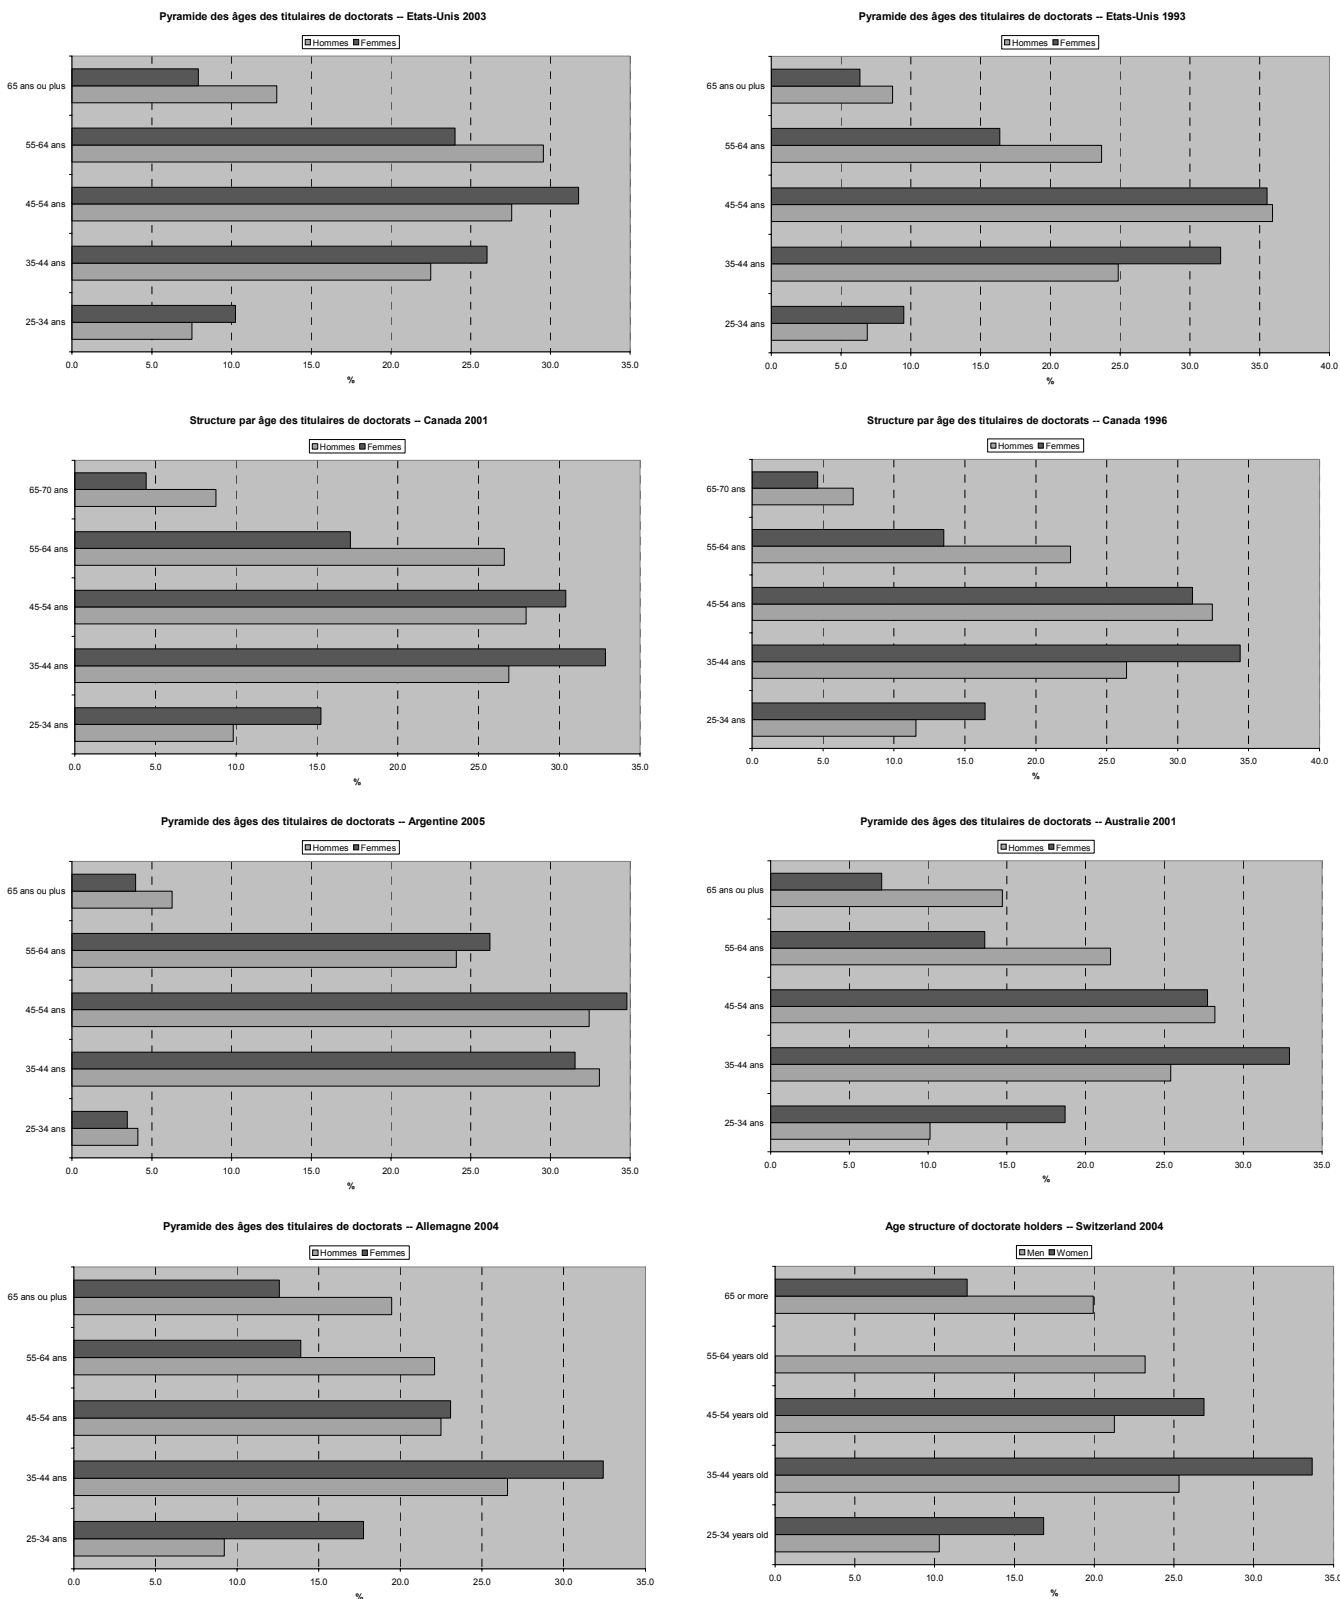 Pyramide des âges des titulaires de doctorats -- Etats-Unis 2003
Hommes Femmes
65 ans ou plus
55-64 ans
45-54 ans
35-44 ans
25-34 ans
0.0 5.0 10.0 15.0 20.0 25.0 30.0 35.0
%
Pyramide des âges des titulaires de doctorats -- Etats-Unis 1993
Hommes Femmes
65 ans ou plus
55-64 ans
45-54 ans
35-44 ans
25-34 ans
0.0 5.0 10.0 15.0 20.0 25.0 30.0 35.0 40.0
%
Structure par âge des titulaires de doctorats -- Canada 2001
Hommes Femmes
65-70 ans
55-64 ans
45-54 ans
35-44 ans
25-34 ans
0.0 5.0 10.0 15.0 20.0 25.0 30.0 35.0
%
Structure par âge des titulaires de doctorats -- Canada 1996
Hommes Femmes
65-70 ans
55-64 ans
45-54 ans
35-44 ans
25-34 ans
0.0 5.0 10.0 15.0 20.0 25.0 30.0 35.0 40.0
%
Pyramide des âges des titulaires de doctorats -- Argentine 2005
Hommes Femmes
65 ans ou plus
55-64 ans
45-54 ans
35-44 ans
25-34 ans
0.0 5.0 10.0 15.0 20.0 25.0 30.0 35.0
%
Pyramide des âges des titulaires de doctorats -- Australie 2001
Hommes Femmes
65 ans ou plus
55-64 ans
45-54 ans
35-44 ans
25-34 ans
0.0 5.0 10.0 15.0 20.0 25.0 30.0 35.0
%
Pyramide des âges des titulaires de doctorats -- Allemagne 2004
Hommes Femmes
65 ans ou plus
55-64 ans
45-54 ans
35-44 ans
25-34 ans
0.0 5.0 10.0 15.0 20.0 25.0 30.0 35.0
%
Age structure of doctorate holders -- Switzerland 2004
Men Women
65 or more
55-64 years old
45-54 years old
35-44 years old
25-34 years old
0.0 5.0 10.0 15.0 20.0 25.0 30.0 35.0
%